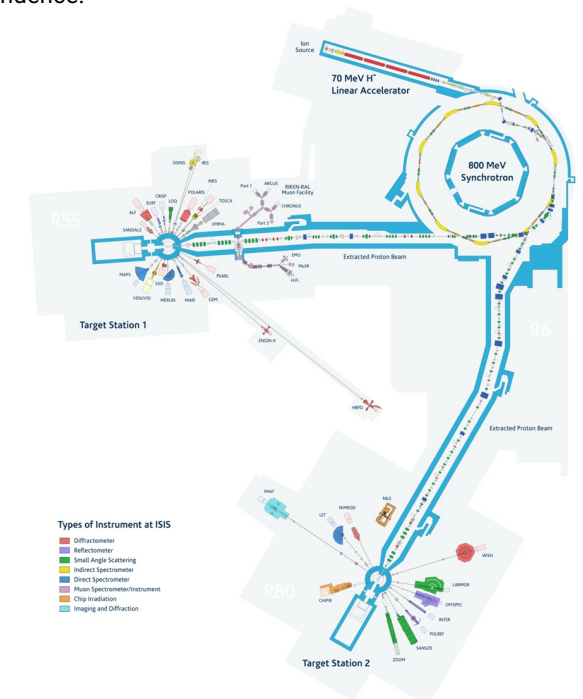 ndence.
Ion
Source
70 MeV H-
Linear Accelerator
800 MeV
Synchrotron
OSIRIS
IRIS
INES
POLARIS
TOSCA
CRISP
LOQ
SURF
ALF
EMMA
SANDALS
Port 1
ARGUS
RIKEN-RAL
Muon Facility
CHRONUS
Port 3
R55
Extracted Proton Beam
EMU
MuSR
HiFi
MAPS
VESUVIO
SXD
MERLIN
MARI
GEM
PEARL
Target Station 1
ENGIN-X
HRPD
R6
Extracted Proton Beam
IMAT
LET
NIMROD
NILE
WISH
LARMOR
OFFSPEC
INTER
POLREF
SANS2D
ZOOM
CHIPIR
R80
Target Station 2
Types of Instrument at ISIS
Diffractometer
Reflectometer
Small Angle Scattering
Indirect Spectrometer
Direct Spectrometer
Muon Spectrometer/Instrument
Chip Irradiation
Imaging and Diffraction